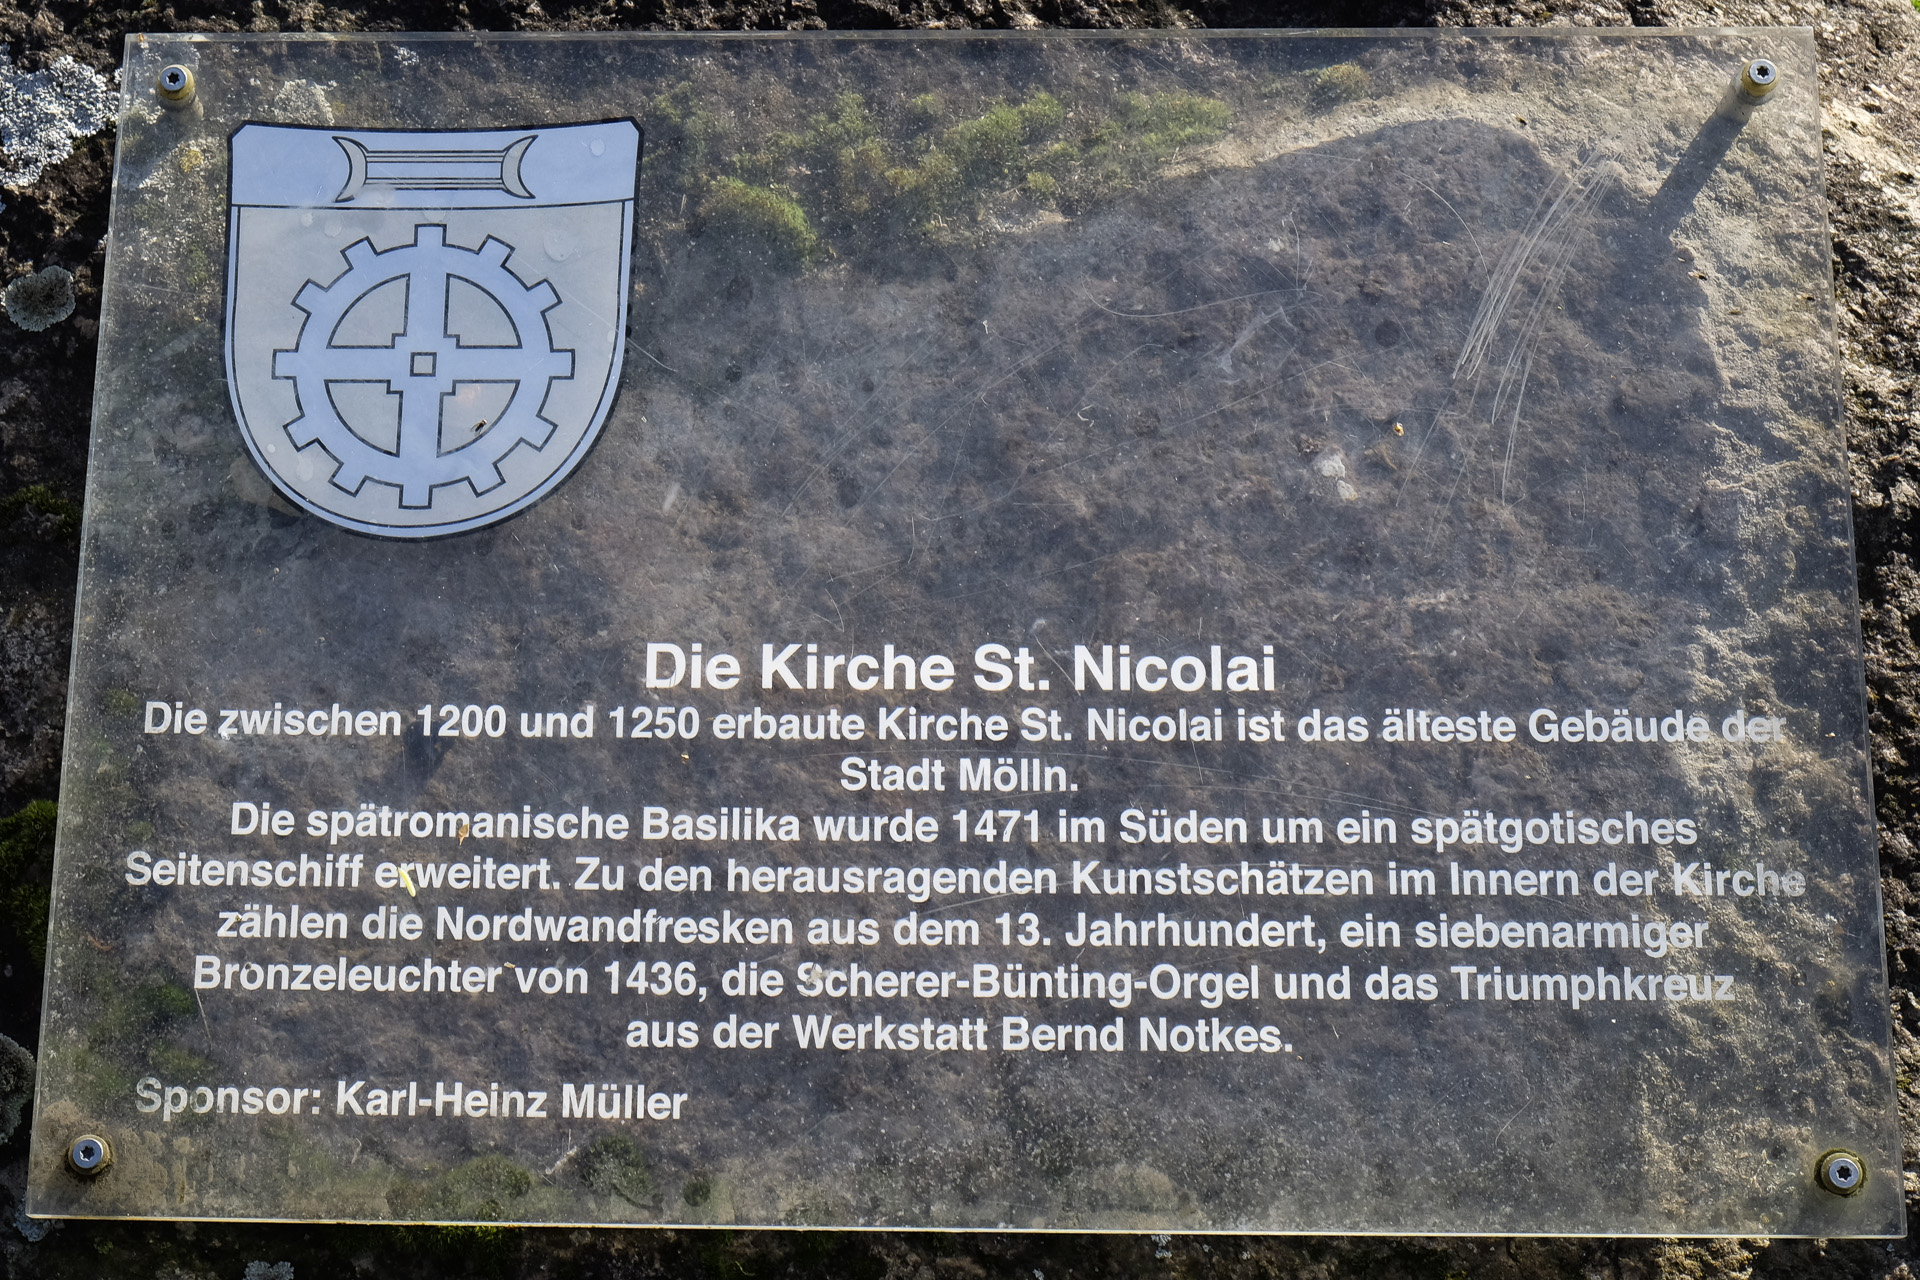 Die Kirche St. Nicolai
Die zwischen 1200 und 1250 erbaute Kirche St. Nicolai ist das älteste Gebäude der
Stadt Mölln.
Die spätromanische Basilika wurde 1471 im Süden um ein spätgotisches
Seitenschiff erweitert. Zu den herausragenden Kunstschätzen im Innern der Kirche
zählen die Nordwandfresken aus dem 13. Jahrhundert, ein siebenarmiger
Bronzeleuchter von 1436, die Scherer-Bünting-Orgel und das Triumphkreuz
aus der Werkstatt Bernd Notkes.
Sponsor: Karl-Heinz Müller